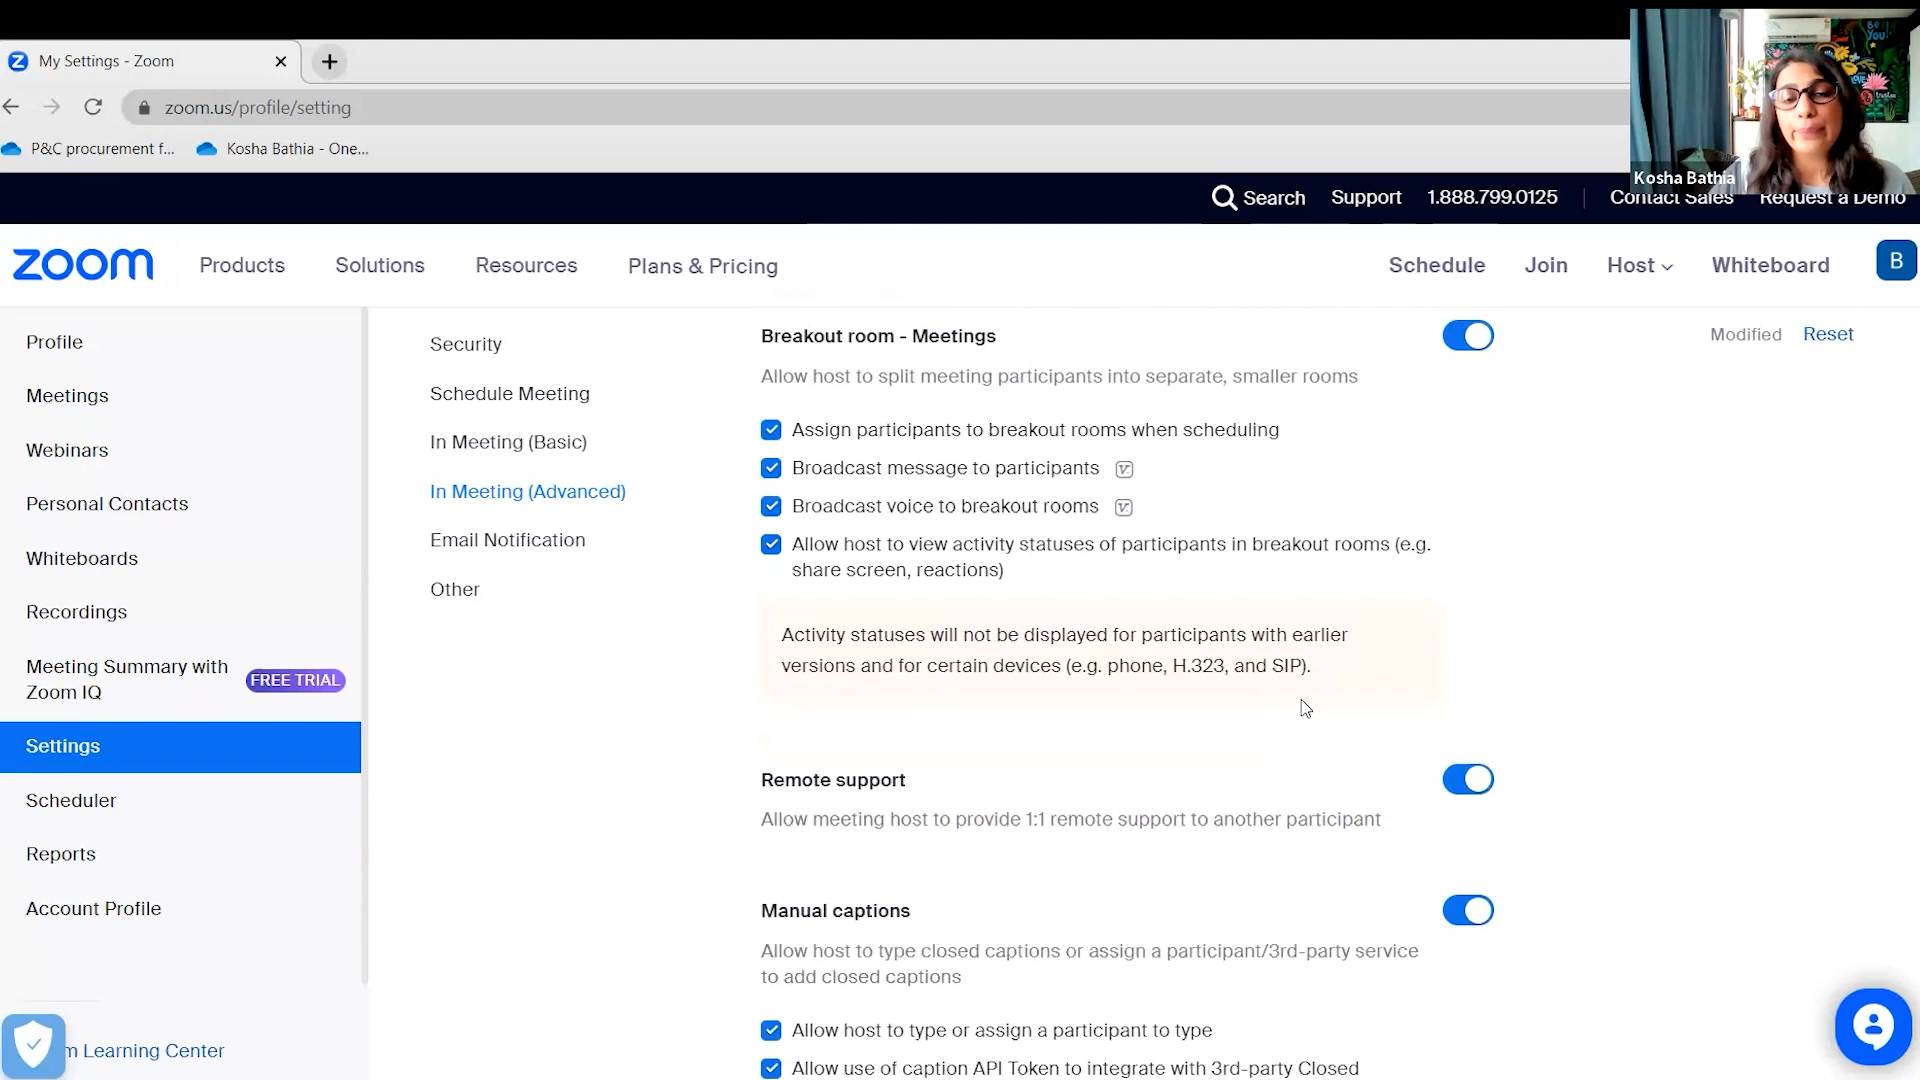 My Settings - Zoom
zoom.us/profile/setting
P&C procurement f...
Kosha Bathia - One...
Be
You!
Kosha Bathia
Search
Support
1.888.799.0125
Contact Sales
Request a Demo
zoom
Products
Solutions
Resources
Plans & Pricing
Schedule
Join
Host
Whiteboard
B
Profile
Meetings
Webinars
Personal Contacts
Whiteboards
Recordings
Meeting Summary with
Zoom IQ
FREE TRIAL
Settings
Scheduler
Reports
Account Profile
m Learning Center
Security
Schedule Meeting
In Meeting (Basic)
In Meeting (Advanced)
Email Notification
Other
Breakout room - Meetings
Modified
Reset
Allow host to split meeting participants into separate, smaller rooms
Assign participants to breakout rooms when scheduling
Broadcast message to participants
Broadcast voice to breakout rooms
Allow host to view activity statuses of participants in breakout rooms (e.g.
share screen, reactions)
Activity statuses will not be displayed for participants with earlier
versions and for certain devices (e.g. phone, H.323, and SIP).
Remote support
Allow meeting host to provide 1:1 remote support to another participant
Manual captions
Allow host to type closed captions or assign a participant/3rd-party service
to add closed captions
Allow host to type or assign a participant to type
Allow use of caption API Token to integrate with 3rd-party Closed